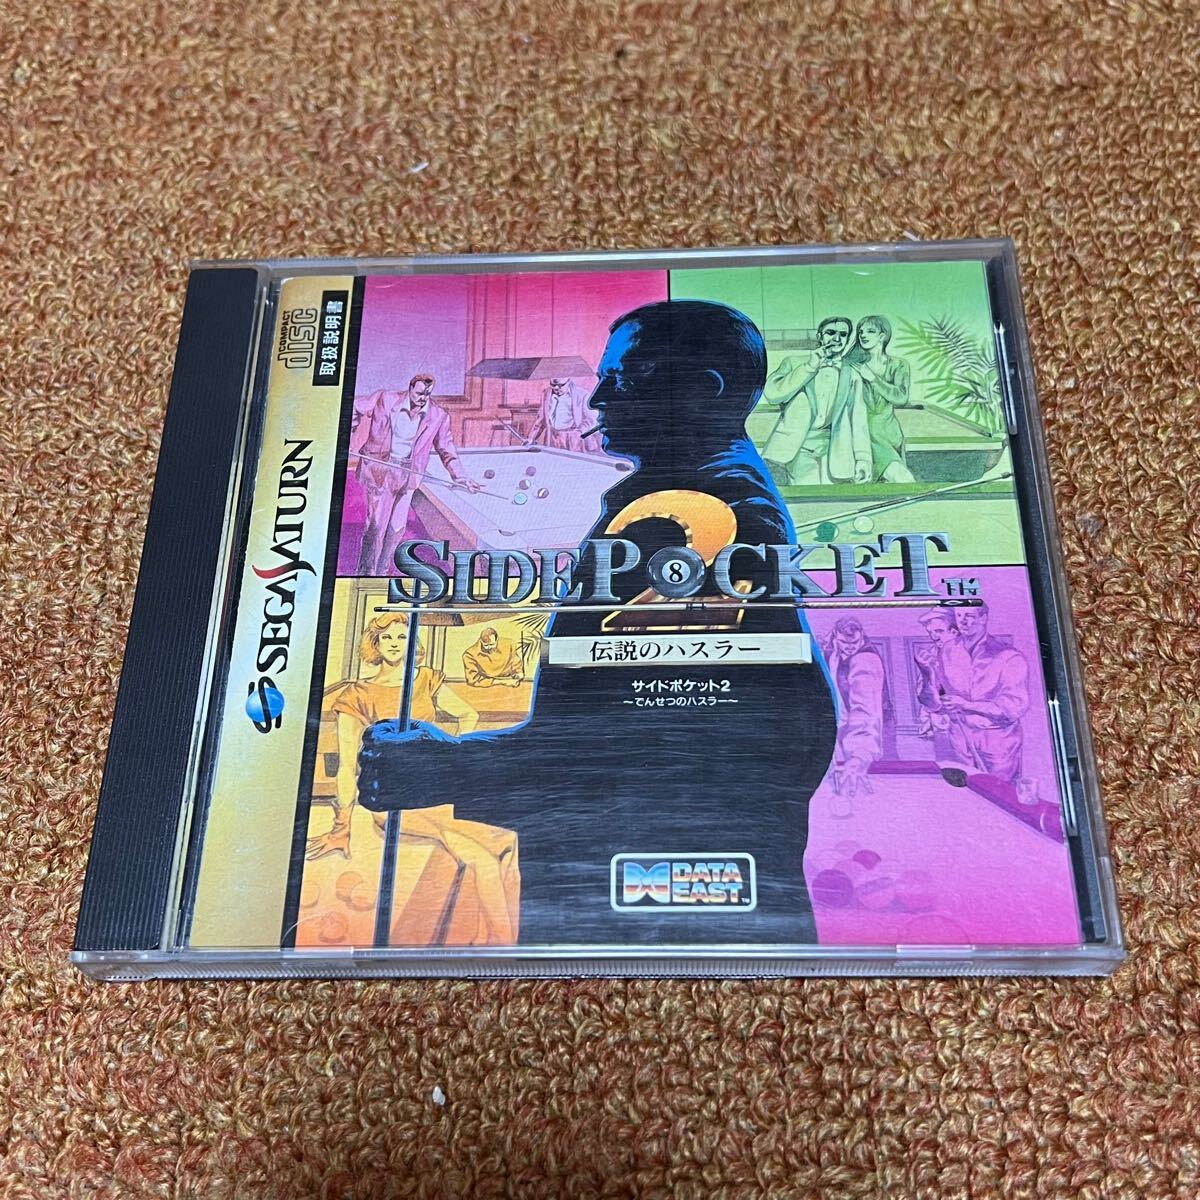 COMPACT
disc
取扱説明書
SEGA SATURN
SIDE POCKET 2 TM
8
伝説のハスラー
サイドポケット2
～でんせつのハスラー～
DATA EAST TM